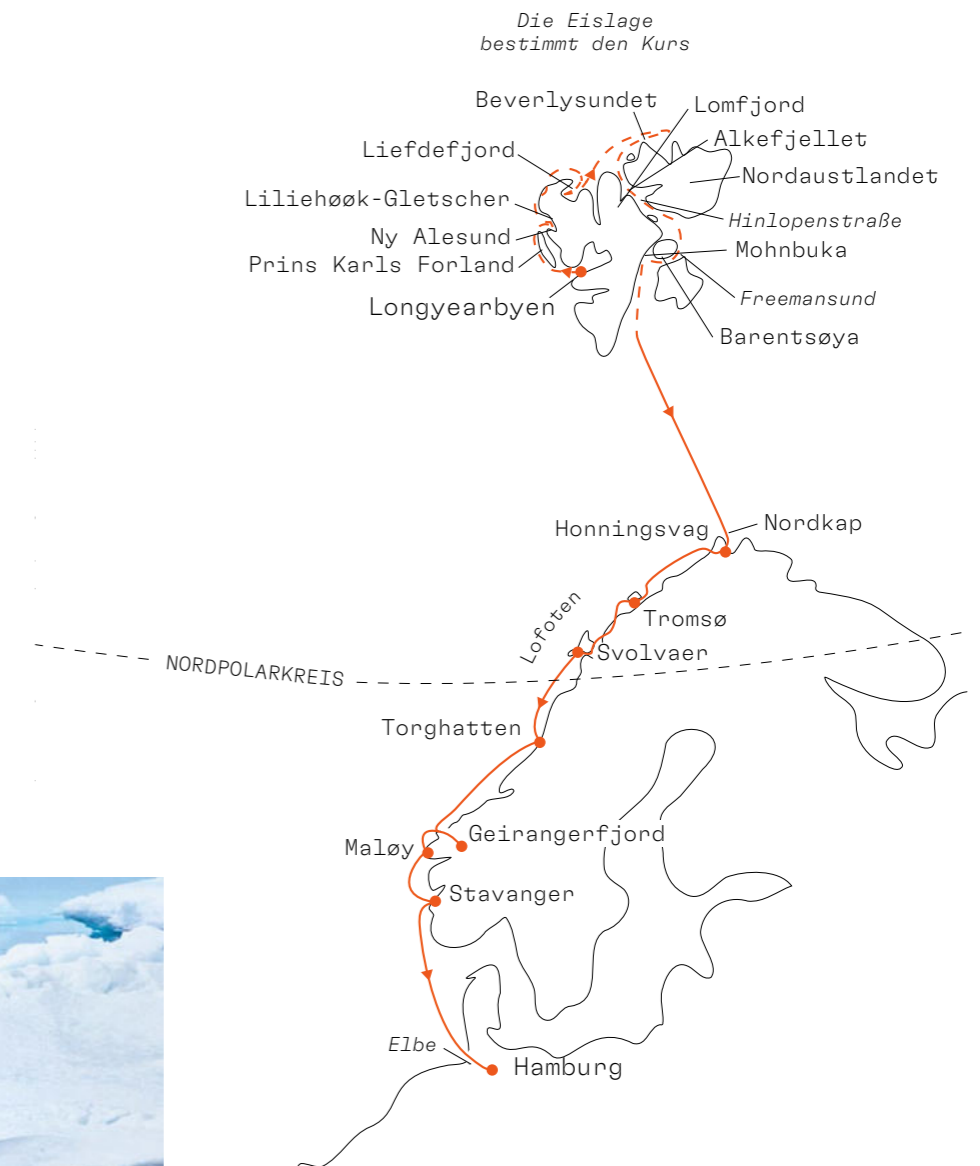 Die Eislage
bestimmt den Kurs
Beverlysundet
Lomfjord
Alkefjellet
Liefdefjord
Nordaustlandet
Liliehøøk-Gletscher
Hinlopenstraße
Ny Alesund
Mohnbuka
Prins Karls Forland
Freemansund
Longyearbyen
Barentsøya
Honningsvag
Nordkap
Lofoten
Tromsø
Svolvaer
NORDPOLARKREIS
Torghatten
Geirangerfjord
Maløy
Stavanger
Elbe
Hamburg